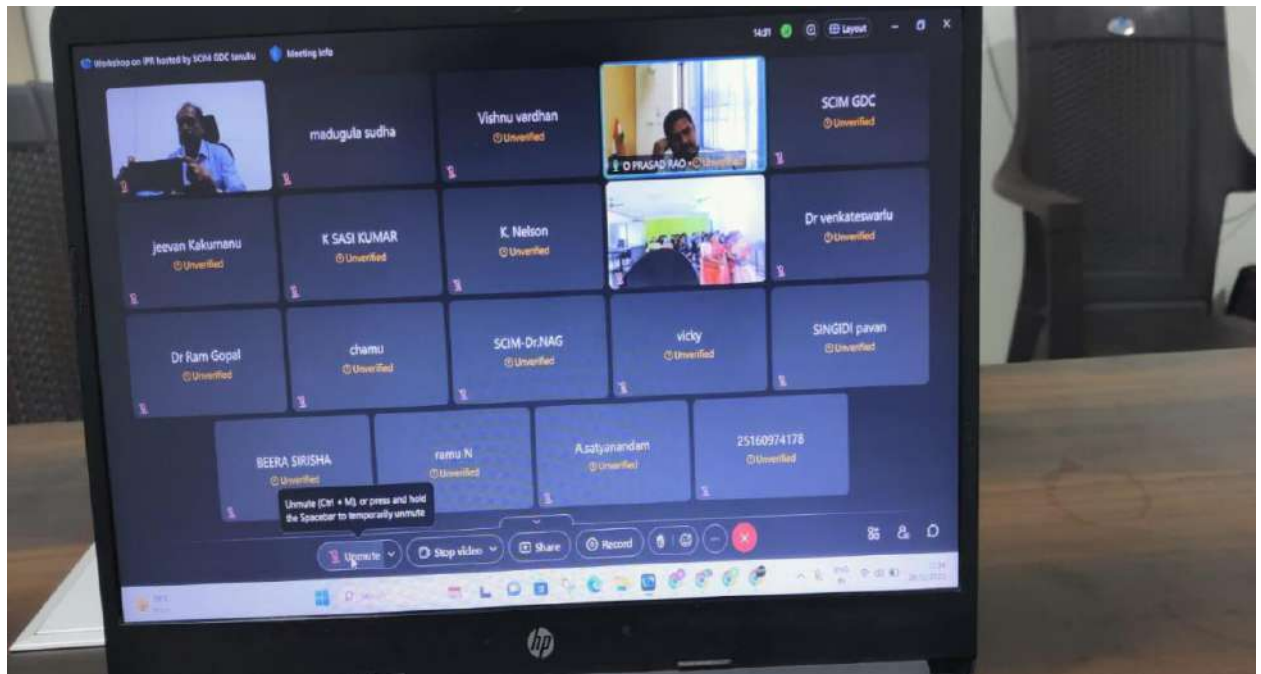 Workshop on IPR hosted by SCIM GDC tanuku
Meeting info
14:31
Layout
madugula sudha
Vishnu vardhan
Unverified
O PRASAD RAO
Unverified
SCIM GDC
Unverified
jeevan Kakumanu
Unverified
K SASI KUMAR
Unverified
K. Nelson
Unverified
Dr venkateswarlu
Unverified
Dr Ram Gopal
Unverified
chamu
Unverified
SCIM-Dr.NAG
Unverified
vicky
Unverified
SINGIDI pavan
Unverified
BEERA SIRISHA
Unverified
ramu N
Unverified
A.satyanandam
Unverified
25160974178
Unverified
Unmute (Ctrl + M), or press and hold
the Spacebar to temporarily unmute
Unmute
Stop video
Share
Record
hp